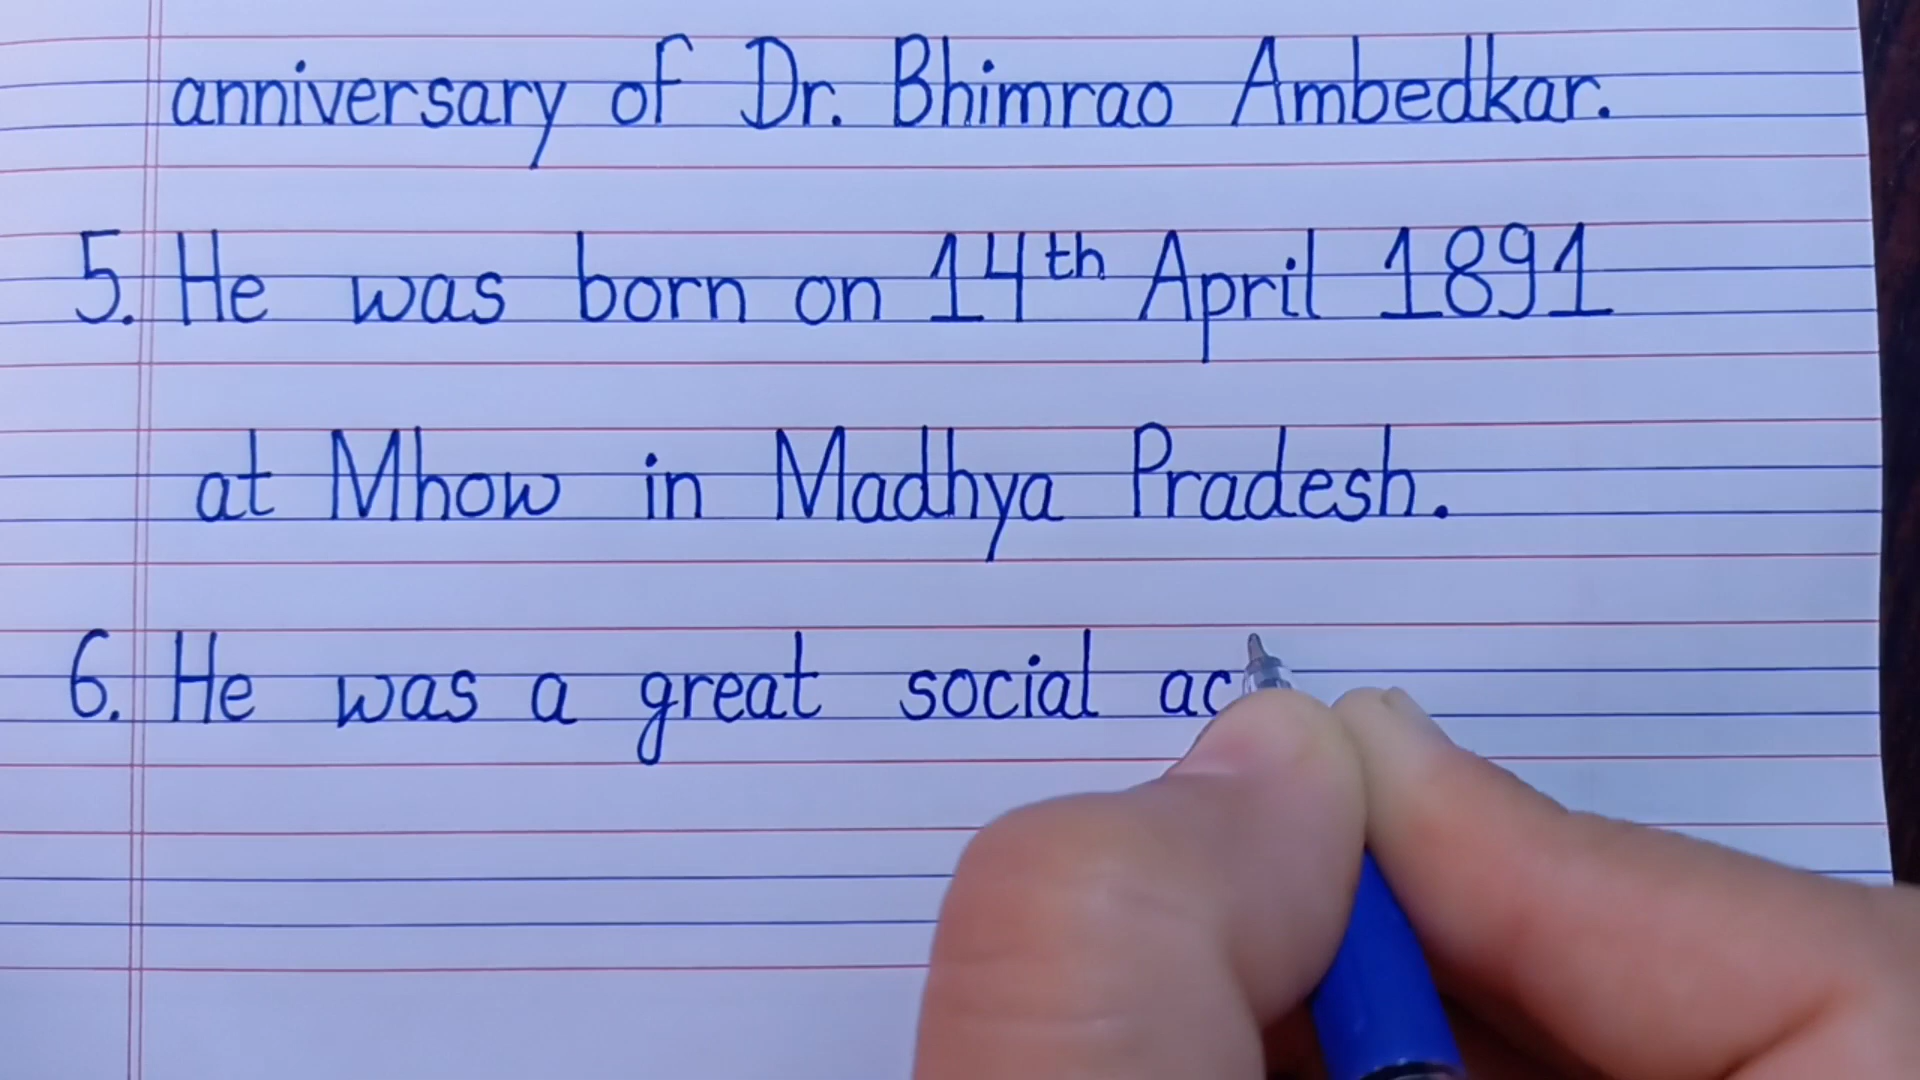 anniversary of Dr. Bhimrao Ambedkar.
5. He was born on 14th April 1891
at Mhow in Madhya Pradesh.
6. He was a great social ac